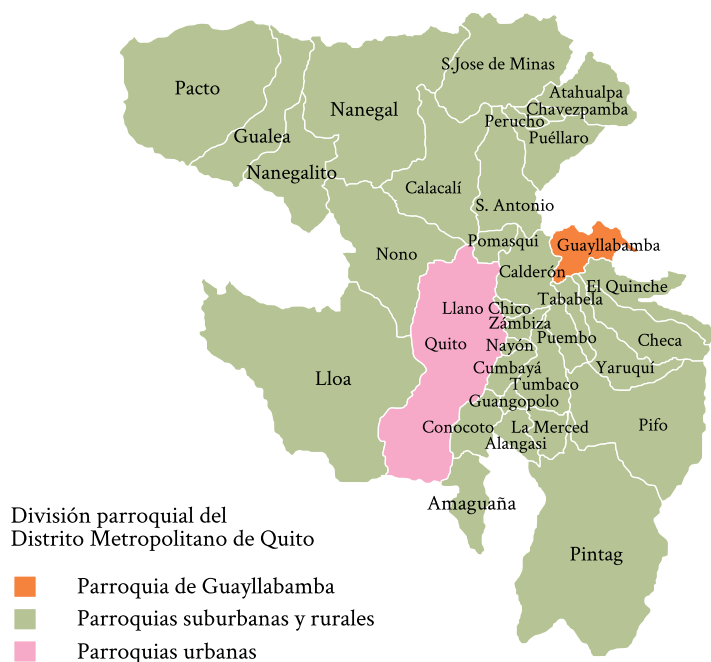 S.Jose de Minas
Pacto
Atahualpa
Nanegal
Chavezpamba
Perucho
Gualea
Puéllaro
Nanegalito
Calacalí
S. Antonio
Pomasqui
Guayllabamba
Nono
Calderón
El Quinche
Tababela
Llano Chico
Zámbiza
Puembo
Checa
Quito
Nayón
Cumbayá
Yaruquí
Lloa
Tumbaco
Guangopolo
Conocoto
La Merced
Pifo
Alangasi
Amaguaña
Pintag
División parroquial del
Distrito Metropolitano de Quito
Parroquia de Guayllabamba
Parroquias suburbanas y rurales
Parroquias urbanas